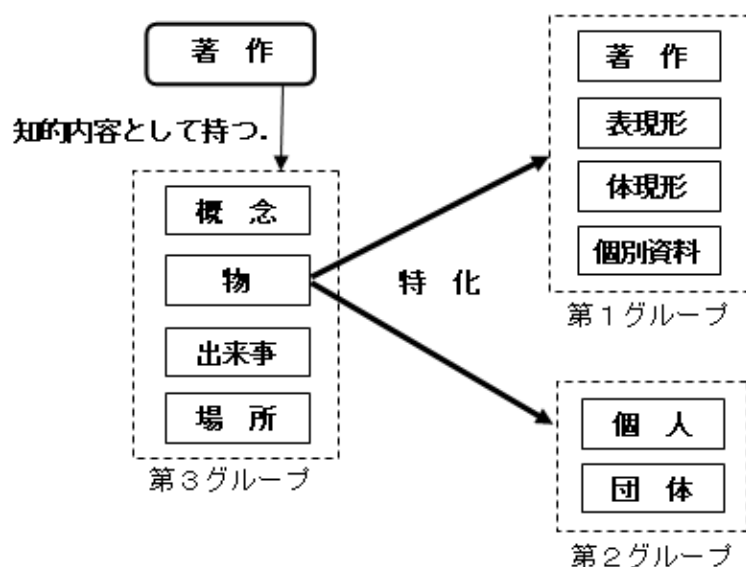 著 作
知的内容として持つ.
概 念
物
出来事
場 所
第３グループ
特 化
著 作
表現形
体現形
個別資料
第１グループ
個 人
団 体
第２グループ